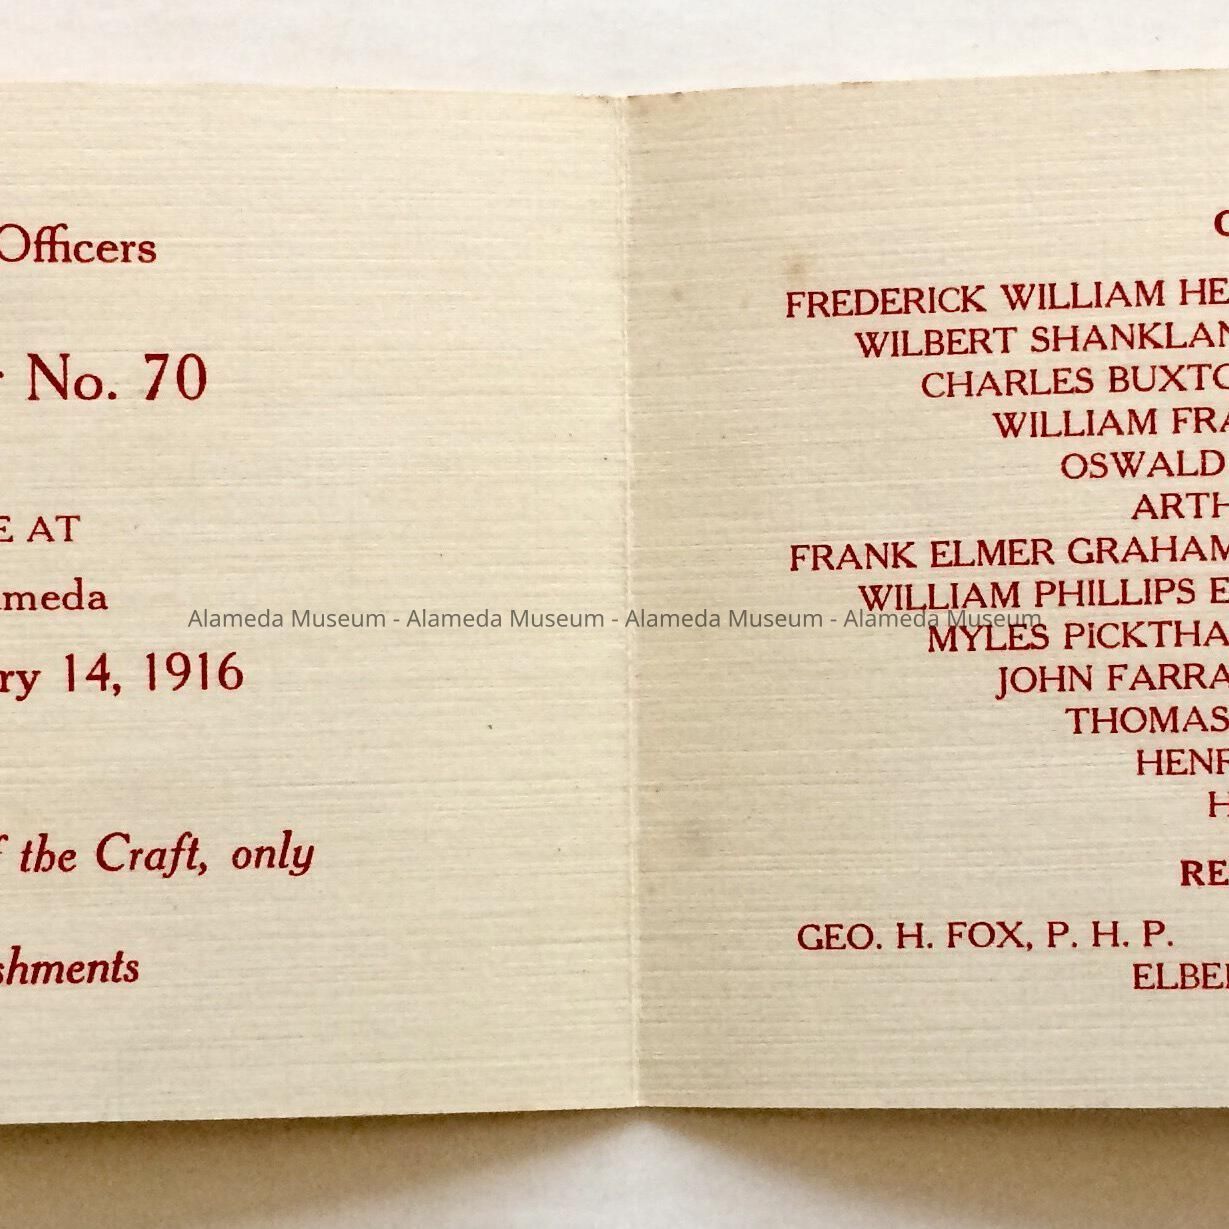 Officers
No. 70
E AT
meda
ry 14, 1916
the Craft, only
shments
FREDERICK WILLIAM HE
WILBERT SHANKLAN
CHARLES BUXTO
WILLIAM FRA
OSWALD
ARTH
FRANK ELMER GRAHAM
WILLIAM PHILLIPS E
MYLES PiCKTHA
JOHN FARRA
THOMAS
HENR
H
RE
GEO. H. FOX, P. H. P.
ELBER
Alameda Museum - Alameda Museum - Alameda Museum - Alameda Museum